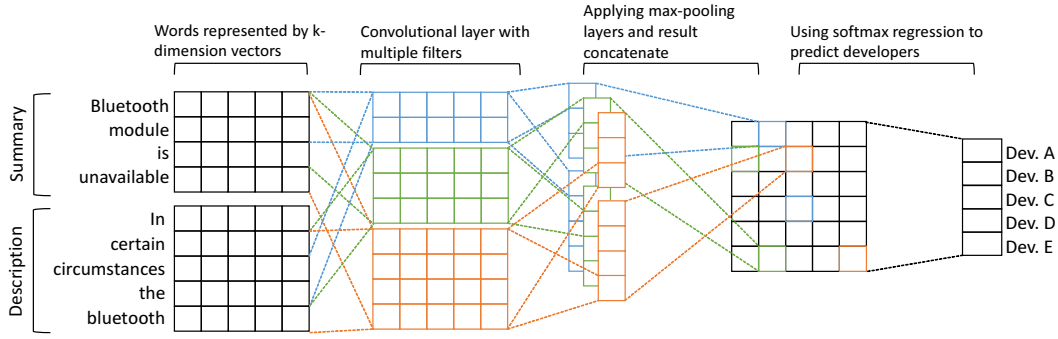 Words represented by k-
dimension vectors
Convolutional layer with
multiple filters
Applying max-pooling
layers and result
concatenate
Using softmax regression to
predict developers
Summary
Bluetooth
module
is
unavailable
Description
In
certain
circumstances
the
bluetooth
Dev. A
Dev. B
Dev. C
Dev. D
Dev. E